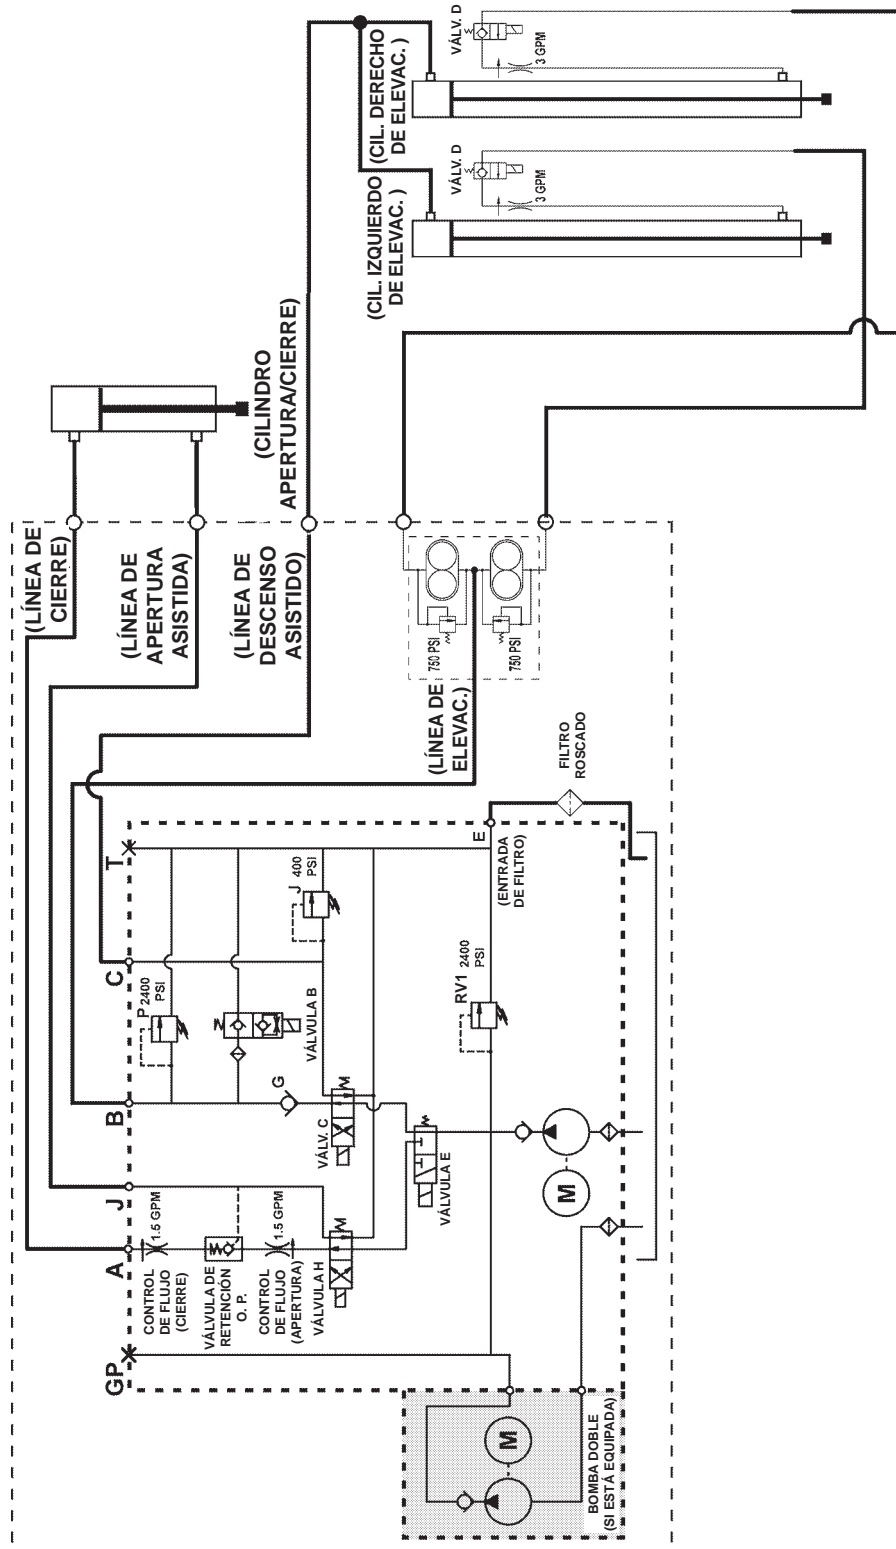 VÁLV. D
3 GPM
(CIL. DERECHO
DE ELEVAC.)
VÁLV. D
3 GPM
(CIL. IZQUIERDO
DE ELEVAC.)
(CILINDRO
APERTURA/CIERRE)
(LÍNEA DE
CIERRE)
(LÍNEA DE
APERTURA
ASISTIDA)
(LÍNEA DE
DESCENSO
ASISTIDO)
750 PSI
750 PSI
(LÍNEA DE
ELEVAC.)
FILTRO
ROSCADO
T
E
(ENTRADA
DE FILTRO)
J
400
PSI
C
P
2400
PSI
VÁLVULA B
RV1
2400
PSI
B
G
VÁLV. C
VÁLVULA E
M
J
A
1.5 GPM
CONTROL
DE FLUJO
(CIERRE)
VÁLVULA DE
RETENCIÓN
O. P.
1.5 GPM
CONTROL
DE FLUJO
(APERTURA)
VÁLVULA H
GP
M
BOMBA DOBLE
(SI ESTÁ EQUIPADA)